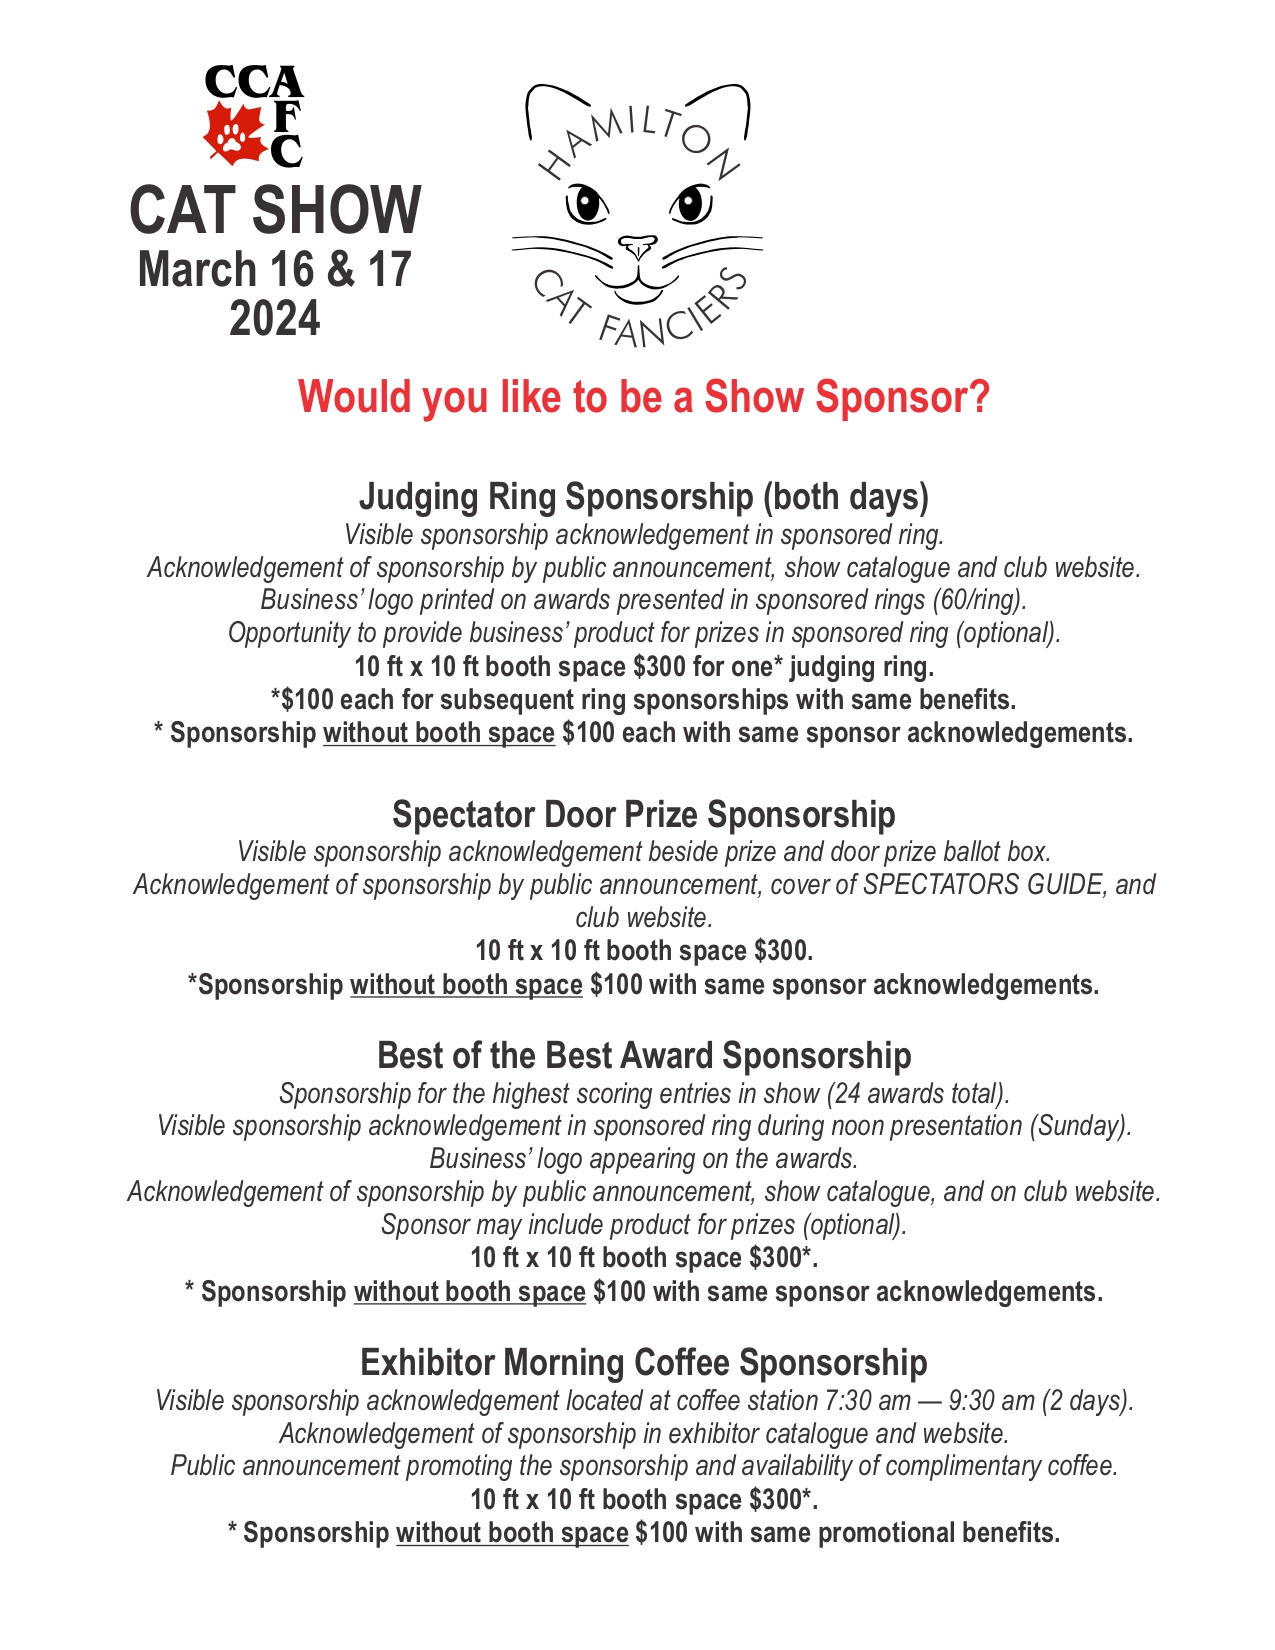 CCA
F
C
CAT SHOW
March 16 & 17
2024
HAMILTON
CAT FANCIERS
Would you like to be a Show Sponsor?
Judging Ring Sponsorship (both days)
Visible sponsorship acknowledgement in sponsored ring.
Acknowledgement of sponsorship by public announcement, show catalogue and club website.
Business’ logo printed on awards presented in sponsored rings (60/ring).
Opportunity to provide business’ product for prizes in sponsored ring (optional).
10 ft x 10 ft booth space $300 for one* judging ring.
*$100 each for subsequent ring sponsorships with same benefits.
* Sponsorship without booth space $100 each with same sponsor acknowledgements.
Spectator Door Prize Sponsorship
Visible sponsorship acknowledgement beside prize and door prize ballot box.
Acknowledgement of sponsorship by public announcement, cover of SPECTATORS GUIDE, and
club website.
10 ft x 10 ft booth space $300.
*Sponsorship without booth space $100 with same sponsor acknowledgements.
Best of the Best Award Sponsorship
Sponsorship for the highest scoring entries in show (24 awards total).
Visible sponsorship acknowledgement in sponsored ring during noon presentation (Sunday).
Business’ logo appearing on the awards.
Acknowledgement of sponsorship by public announcement, show catalogue, and on club website.
Sponsor may include product for prizes (optional).
10 ft x 10 ft booth space $300*.
* Sponsorship without booth space $100 with same sponsor acknowledgements.
Exhibitor Morning Coffee Sponsorship
Visible sponsorship acknowledgement located at coffee station 7:30 am — 9:30 am (2 days).
Acknowledgement of sponsorship in exhibitor catalogue and website.
Public announcement promoting the sponsorship and availability of complimentary coffee.
10 ft x 10 ft booth space $300*.
* Sponsorship without booth space $100 with same promotional benefits.